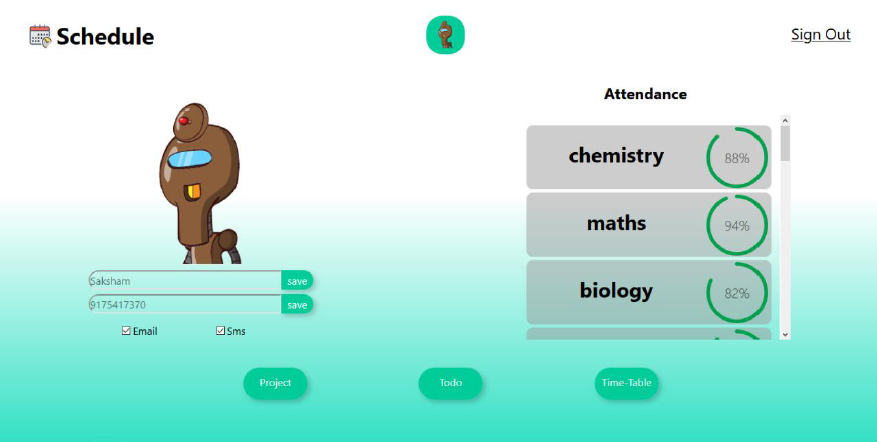 Schedule
Sign Out
Attendance
chemistry
88%
maths
94%
biology
82%
Saksham
save
9175417370
save
Email
Sms
Project
Todo
Time-Table